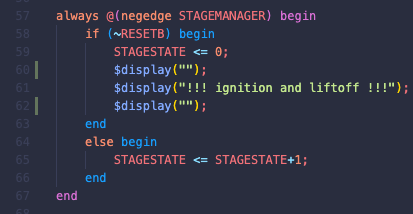 57 always @(negedge STAGEMANAGER) begin
58 if (~RESETB) begin
59 STAGESTATE <= 0;
60 $display("");
61 $display("!!! ignition and liftoff !!!");
62 $display("");
63 end
64 else begin
65 STAGESTATE <= STAGESTATE+1;
66 end
67 end
68